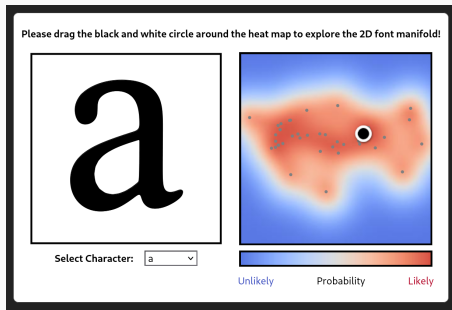 Please drag the black and white circle around the heat map to explore the 2D font manifold!
a
Select Character: a
Unlikely Probability Likely